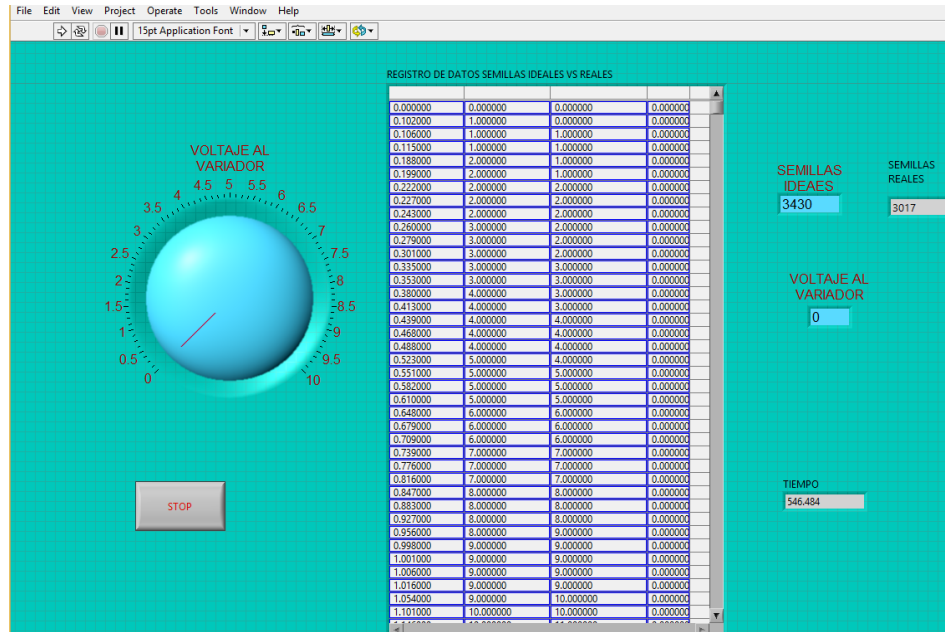 File Edit View Project Operate Tools Window Help
15pt Application Font
REGISTRO DE DATOS SEMILLAS IDEALES VS REALES
0.000000 0.000000 0.000000 0.000000
0.102000 1.000000 0.000000 0.000000
0.106000 1.000000 1.000000 0.000000
0.115000 1.000000 1.000000 0.000000
0.188000 2.000000 1.000000 0.000000
0.199000 2.000000 1.000000 0.000000
0.222000 2.000000 2.000000 0.000000
0.227000 2.000000 2.000000 0.000000
0.243000 2.000000 2.000000 0.000000
0.260000 3.000000 2.000000 0.000000
0.279000 3.000000 2.000000 0.000000
0.301000 3.000000 2.000000 0.000000
0.335000 3.000000 3.000000 0.000000
0.353000 3.000000 3.000000 0.000000
0.380000 4.000000 3.000000 0.000000
0.413000 4.000000 3.000000 0.000000
0.439000 4.000000 4.000000 0.000000
0.468000 4.000000 4.000000 0.000000
0.488000 4.000000 4.000000 0.000000
0.523000 5.000000 4.000000 0.000000
0.551000 5.000000 5.000000 0.000000
0.582000 5.000000 5.000000 0.000000
0.610000 5.000000 5.000000 0.000000
0.648000 6.000000 6.000000 0.000000
0.679000 6.000000 6.000000 0.000000
0.709000 6.000000 6.000000 0.000000
0.739000 7.000000 7.000000 0.000000
0.776000 7.000000 7.000000 0.000000
0.816000 7.000000 7.000000 0.000000
0.847000 8.000000 8.000000 0.000000
0.883000 8.000000 8.000000 0.000000
0.927000 8.000000 8.000000 0.000000
0.956000 8.000000 9.000000 0.000000
0.998000 9.000000 9.000000 0.000000
1.001000 9.000000 9.000000 0.000000
1.006000 9.000000 9.000000 0.000000
1.016000 9.000000 9.000000 0.000000
1.054000 9.000000 10.000000 0.000000
1.101000 10.000000 10.000000 0.000000
VOLTAJE AL
VARIADOR
0
0.5
1
1.5
2
2.5
3
3.5
4
4.5
5
5.5
6
6.5
7
7.5
8
8.5
9
9.5
10
STOP
SEMILLAS
IDEAES
3430
SEMILLAS
REALES
3017
VOLTAJE AL
VARIADOR
0
TIEMPO
546.484